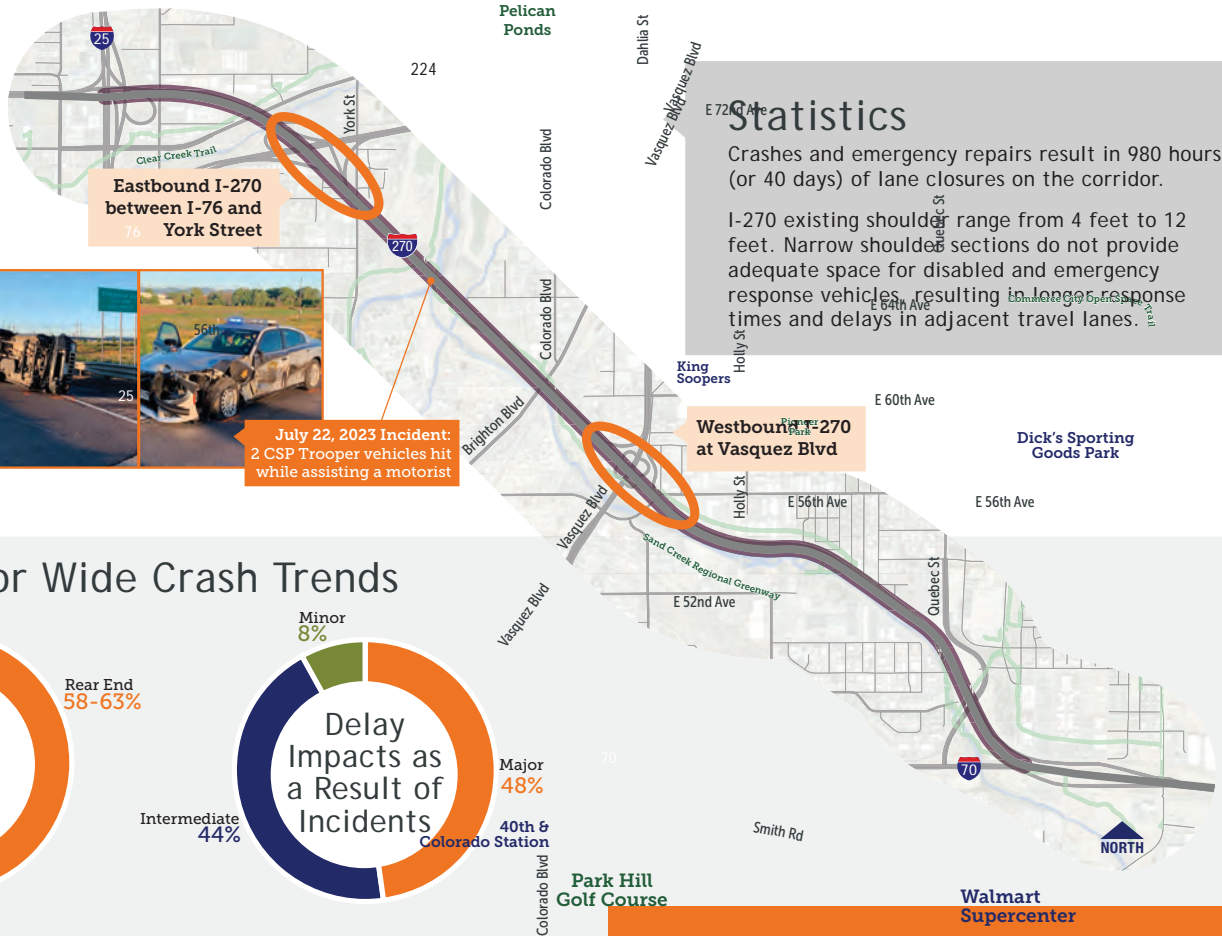 Pelican
Ponds
25
224
Dahlia St
Vasquez Blvd
Vasquez Blvd
E 72nd Ave
Statistics
Crashes and emergency repairs result in 980 hours
(or 40 days) of lane closures on the corridor.
I-270 existing shoulder range from 4 feet to 12
feet. Narrow shoulder sections do not provide
adequate space for disabled and emergency
response vehicles, resulting in longer response
times and delays in adjacent travel lanes.
Quebec St
E 64th Ave
Commerce City Open Space Trail
York St
Clear Creek Trail
Colorado Blvd
Eastbound I-270
between I-76 and
York Street
76
270
56th
25
Colorado Blvd
Holly St
King
Soopers
July 22, 2023 Incident:
2 CSP Trooper vehicles hit
while assisting a motorist
Brighton Blvd
E 60th Ave
Westbound I-270
at Vasquez Blvd
Pioneer
Park
Dick's Sporting
Goods Park
Holly St
E 56th Ave
E 56th Ave
Vasquez Blvd
Sand Creek Regional Greenway
Quebec St
E 52nd Ave
Vasquez Blvd
or Wide Crash Trends
Rear End
58-63%
Minor
8%
Delay
Impacts as
a Result of
Incidents
Major
48%
Intermediate
44%
70
70
40th &
Colorado Station
Colorado Blvd
Smith Rd
NORTH
Park Hill
Golf Course
Walmart
Supercenter